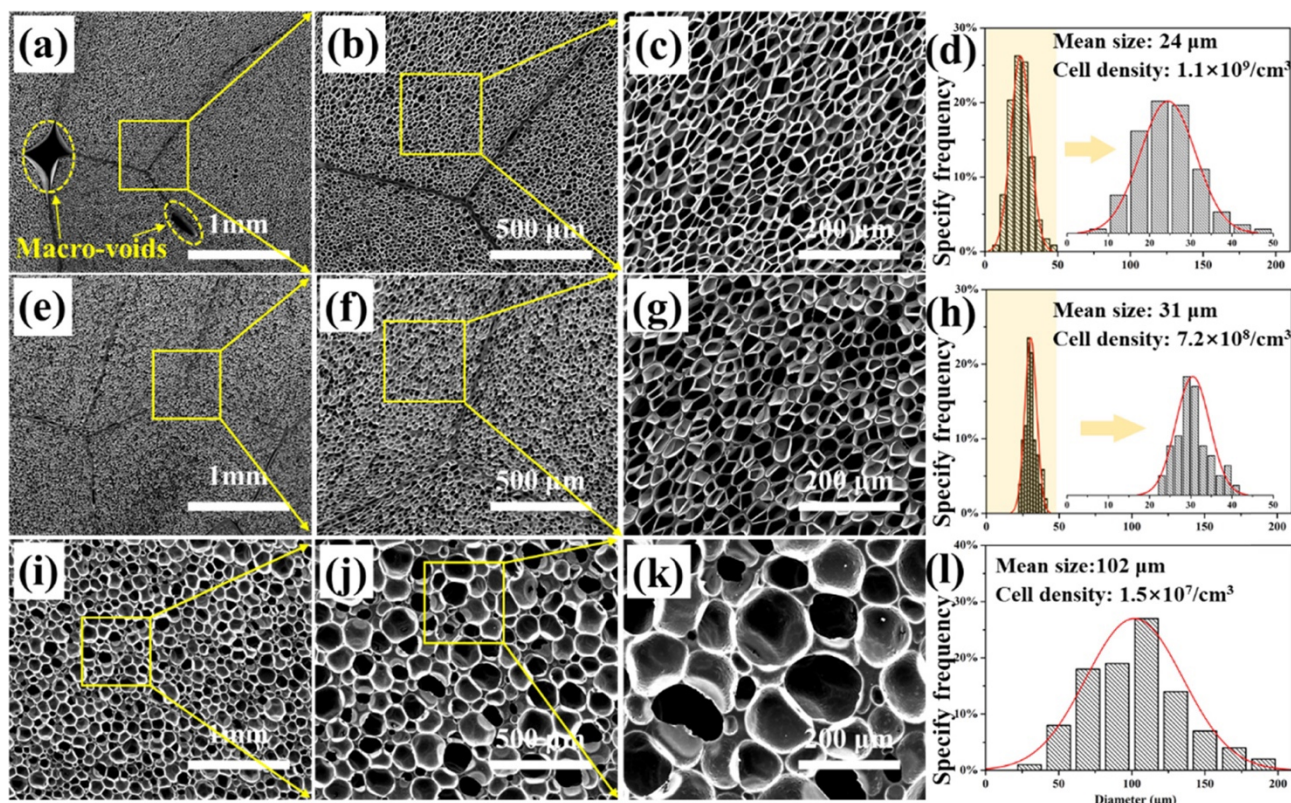 (a)
Macro-voids
1mm
(b)
500 μm
(c)
200 μm
(d)
Mean size: 24 μm
Cell density: 1.1×10⁹/cm³
Specify frequency
30%
20%
10%
0%
0 50 100 150 200
0 10 20 30 40 50
(e)
1mm
(f)
500 μm
(g)
200 μm
(h)
Mean size: 31 μm
Cell density: 7.2×10⁸/cm³
Specify frequency
30%
20%
10%
0%
0 50 100 150 200
0 10 20 30 40 50
(i)
1mm
(j)
500 μm
(k)
200 μm
(l)
Mean size:102 μm
Cell density: 1.5×10⁷/cm³
Specify frequency
40%
30%
20%
10%
0%
0 50 100 150 200
Diameter (μm)